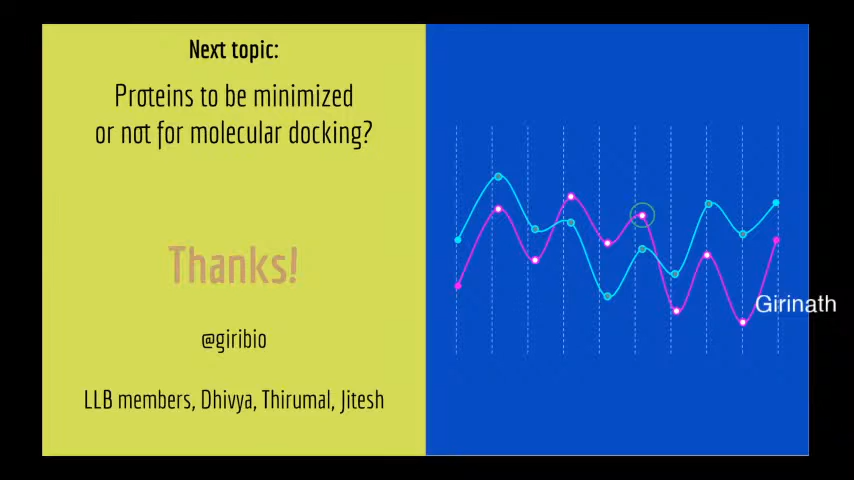 Next topic:
Proteins to be minimized
or not for molecular docking?
Thanks!
@giribio
LLB members, Dhivya, Thirumal, Jitesh
Girinath